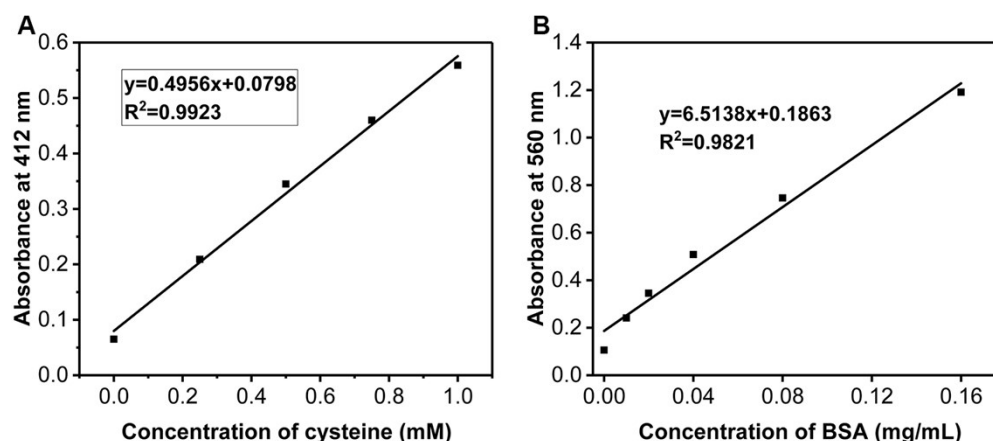 A
0.6
0.5
0.4
0.3
0.2
0.1
0.0
Absorbance at 412 nm
y=0.4956x+0.0798
R²=0.9923
0.0 0.2 0.4 0.6 0.8 1.0
Concentration of cysteine (mM)
B
1.4
1.2
1.0
0.8
0.6
0.4
0.2
0.0
Absorbance at 560 nm
y=6.5138x+0.1863
R²=0.9821
0.00 0.04 0.08 0.12 0.16
Concentration of BSA (mg/mL)